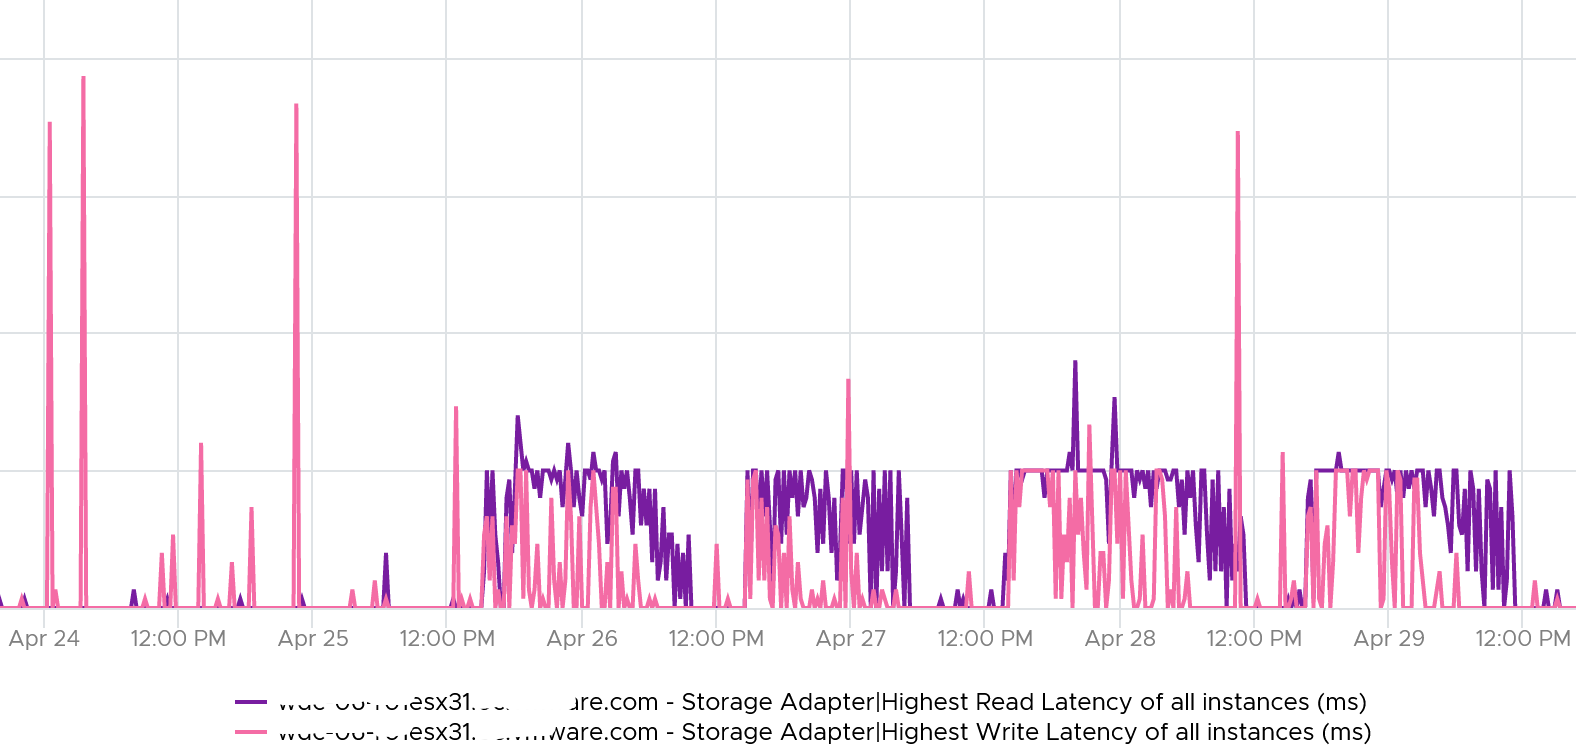 Apr 24 12:00 PM Apr 25 12:00 PM Apr 26 12:00 PM Apr 27 12:00 PM Apr 28 12:00 PM Apr 29 12:00 PM
esx31. are.com - Storage Adapter|Highest Read Latency of all instances (ms)
esx31. ware.com - Storage Adapter|Highest Write Latency of all instances (ms)